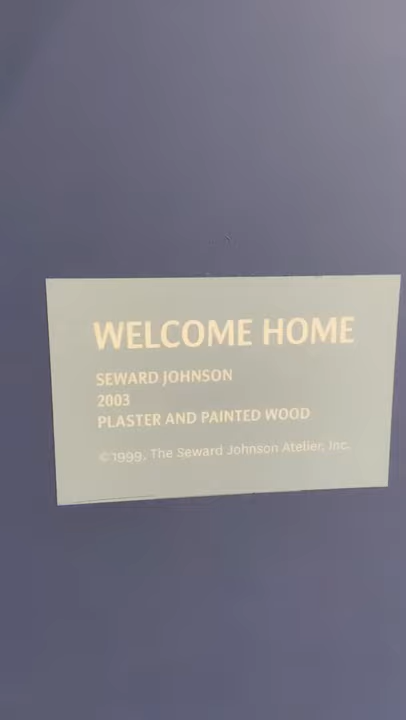 WELCOME HOME
SEWARD JOHNSON
2003
PLASTER AND PAINTED WOOD
©1999. The Seward Johnson Atelier, Inc.